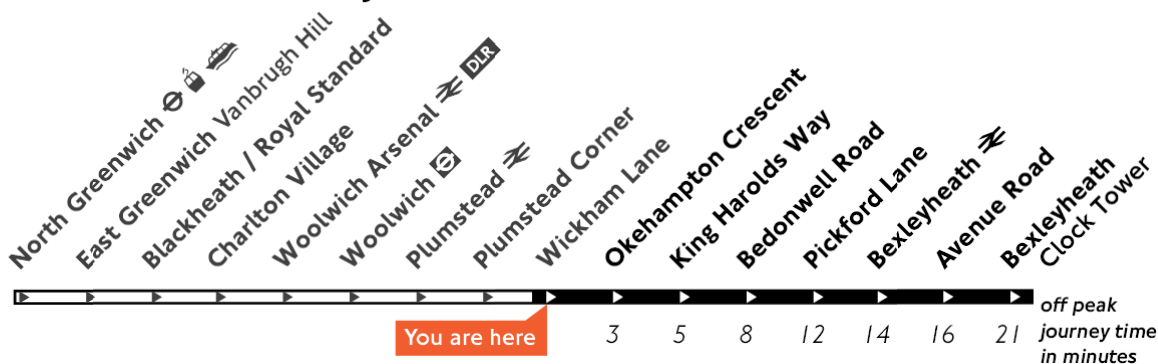 North Greenwich
East Greenwich Vanbrugh Hill
Blackheath / Royal Standard
Charlton Village
Woolwich Arsenal DLR
Woolwich
Plumstead
Plumstead Corner
Wickham Lane
Okehampton Crescent
King Harolds Way
Bedonwell Road
Pickford Lane
Bexleyheath
Avenue Road
Bexleyheath
Clock Tower
You are here
3 5 8 12 14 16 21
off peak
journey time
in minutes